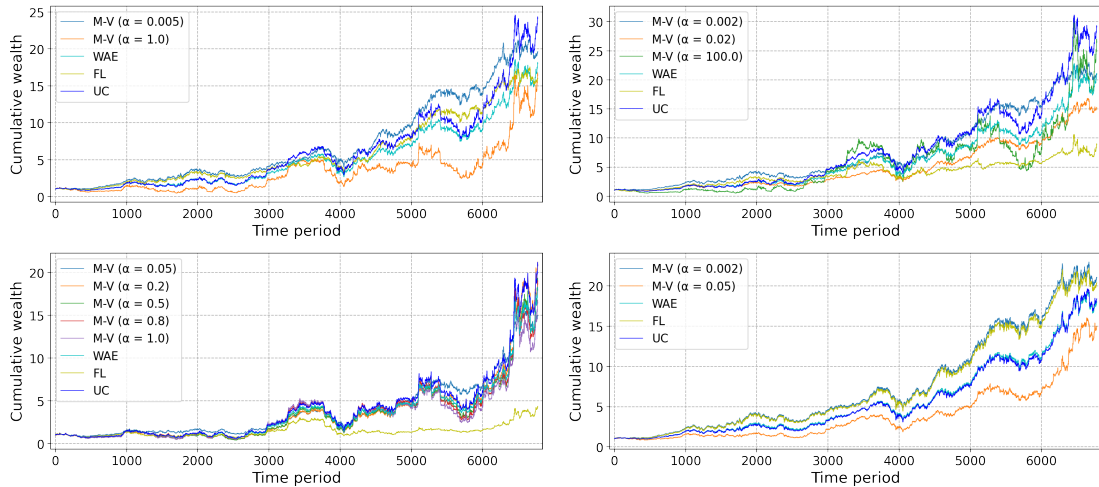 M-V (α = 0.005)
M-V (α = 1.0)
WAE
FL
UC
Cumulative wealth
25
20
15
10
5
0
0 1000 2000 3000 4000 5000 6000
Time period
M-V (α = 0.002)
M-V (α = 0.02)
M-V (α = 100.0)
WAE
FL
UC
Cumulative wealth
30
25
20
15
10
5
0
0 1000 2000 3000 4000 5000 6000
Time period
M-V (α = 0.05)
M-V (α = 0.2)
M-V (α = 0.5)
M-V (α = 0.8)
M-V (α = 1.0)
WAE
FL
UC
Cumulative wealth
20
15
10
5
0
0 1000 2000 3000 4000 5000 6000
Time period
M-V (α = 0.002)
M-V (α = 0.05)
WAE
FL
UC
Cumulative wealth
20
15
10
5
0
0 1000 2000 3000 4000 5000 6000
Time period